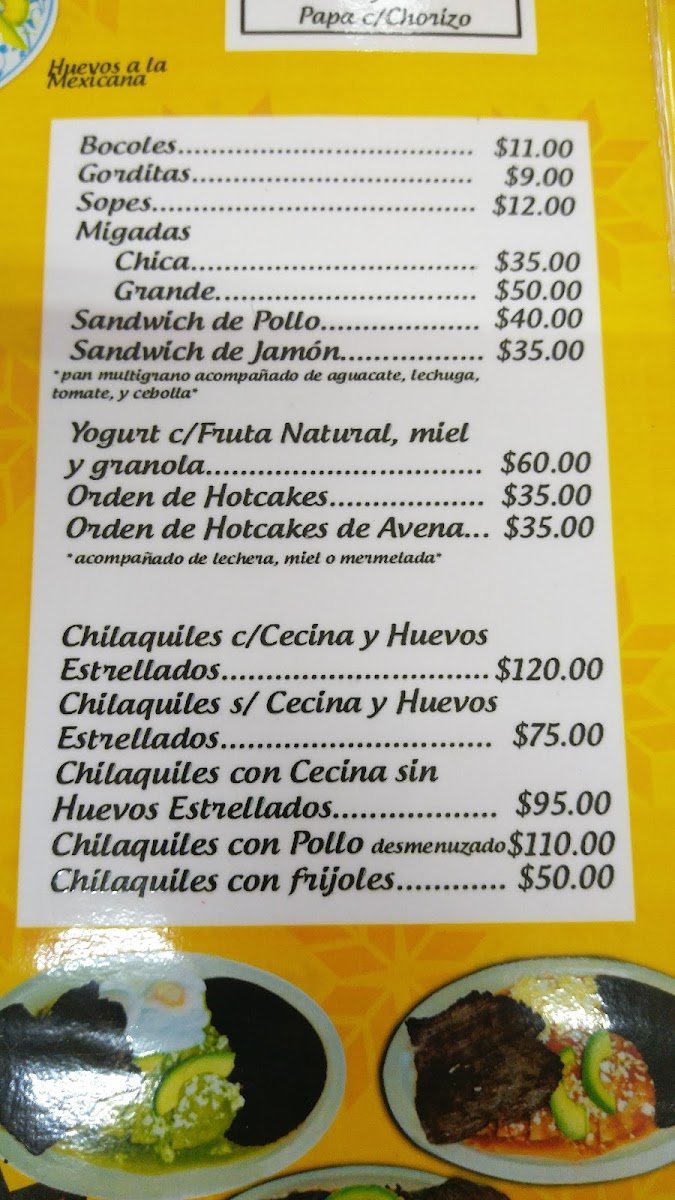 Papa c/Chorizo
Huevos a la
Mexicana
Bocoles.................................. $11.00
Gorditas................................ $9.00
Sopes..................................... $12.00
Migadas
Chica................................. $35.00
Grande.............................. $50.00
Sandwich de Pollo................... $40.00
Sandwich de Jamón................. $35.00
*pan multigrano acompañado de aguacate, lechuga,
tomate, y cebolla*
Yogurt c/Fruta Natural, miel
y granola................................ $60.00
Orden de Hotcakes.................. $35.00
Orden de Hotcakes de Avena... $35.00
*acompañado de lechera, miel o mermelada*
Chilaquiles c/Cecina y Huevos
Estrellados............................... $120.00
Chilaquiles s/ Cecina y Huevos
Estrellados............................... $75.00
Chilaquiles con Cecina sin
Huevos Estrellados.................. $95.00
Chilaquiles con Pollo desmenuzado $110.00
Chilaquiles con frijoles............ $50.00